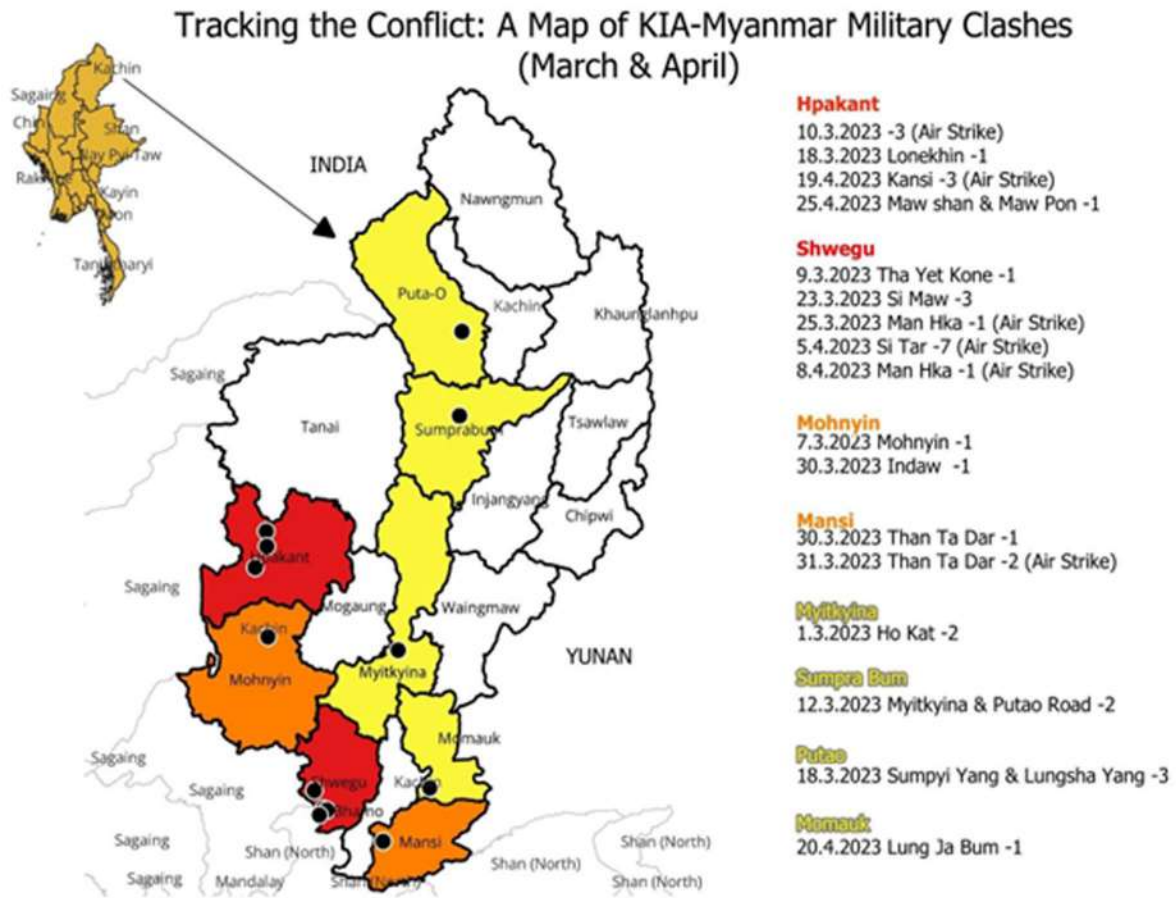 Tracking the Conflict: A Map of KIA-Myanmar Military Clashes
(March & April)
Kachin
Sagaing
Chin
Shan
Nay Pyi-Taw
Kayin
INDIA
Nawngmun
Puta-O
Kachin
Khaunglanhpu
Sagaing
Tanai
Sumprabum
Tsawlaw
Injangyang
Chipwi
Hpakant
Sagaing
Mogaung
Waingmaw
Kachin
YUNAN
Mohnyin
Myitkyina
Momauk
Sagaing
Shwegu
Kachin
Sagaing
Bhamo
Sagaing
Mansi
Shan (North)
Shan (North)
Shan (North)
Sagaing
Mandalay
Shan (North)
Shan (North)
Hpakant
10.3.2023 -3 (Air Strike)
18.3.2023 Lonekhin -1
19.4.2023 Kansi -3 (Air Strike)
25.4.2023 Maw shan & Maw Pon -1
Shwegu
9.3.2023 Tha Yet Kone -1
23.3.2023 Si Maw -3
25.3.2023 Man Hka -1 (Air Strike)
5.4.2023 Si Tar -7 (Air Strike)
8.4.2023 Man Hka -1 (Air Strike)
Mohnyin
7.3.2023 Mohnyin -1
30.3.2023 Indaw -1
Mansi
30.3.2023 Than Ta Dar -1
31.3.2023 Than Ta Dar -2 (Air Strike)
Myitkyina
1.3.2023 Ho Kat -2
Sumpra Bum
12.3.2023 Myitkyina & Putao Road -2
Putao
18.3.2023 Sumpyi Yang & Lungsha Yang -3
Momauk
20.4.2023 Lung Ja Bum -1